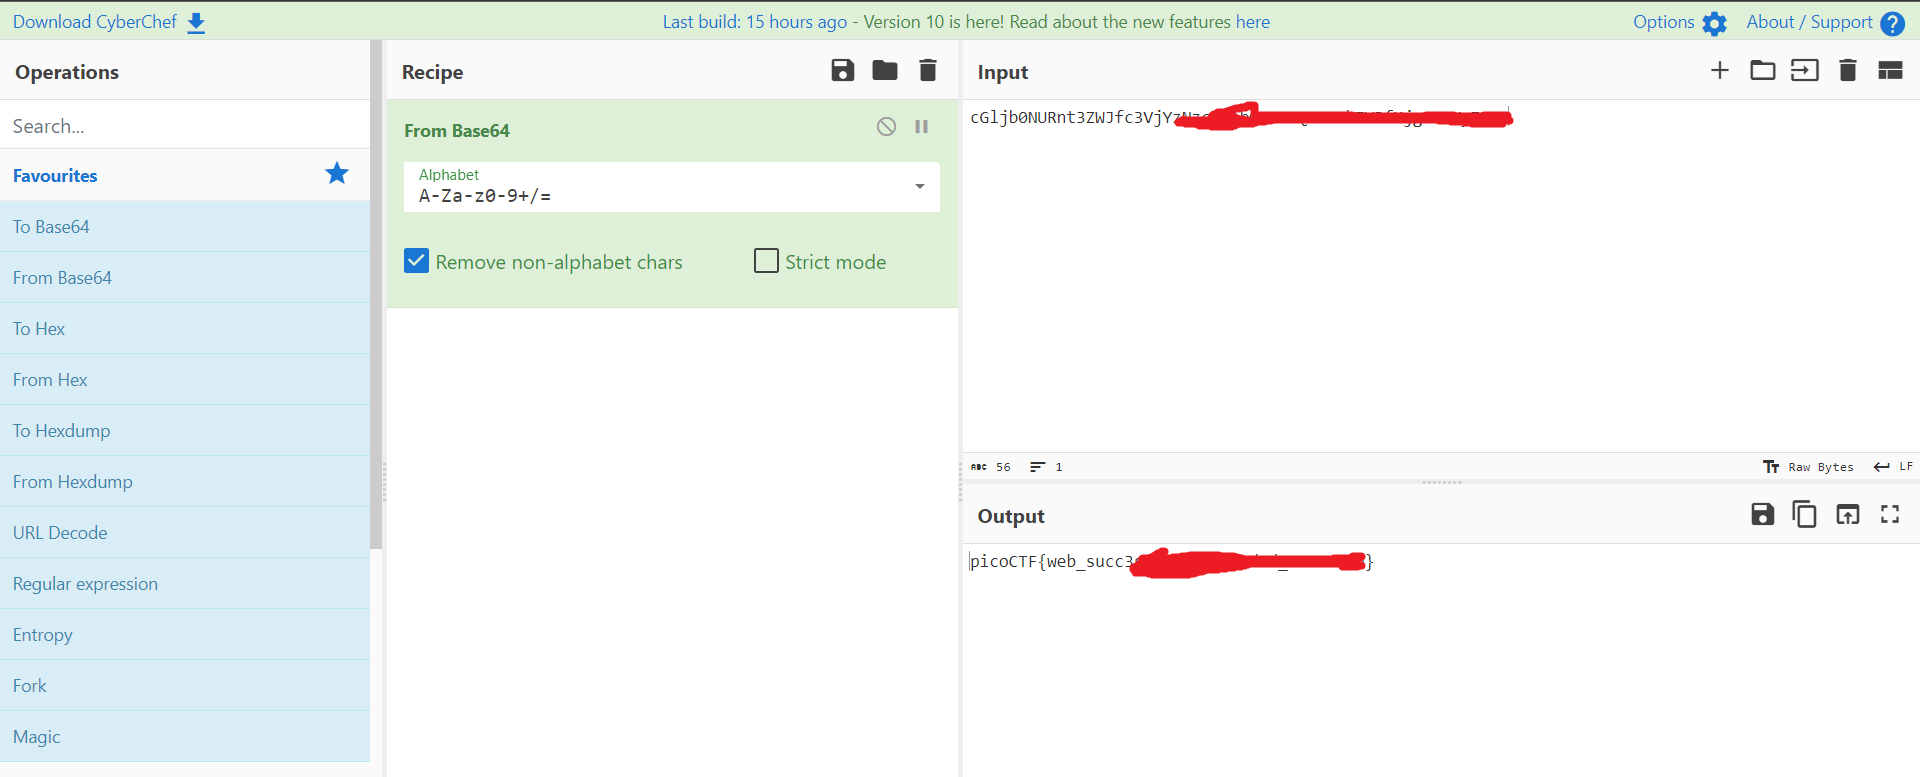 Download CyberChef
Last build: 15 hours ago - Version 10 is here! Read about the new features here
Options
About / Support ?
Operations
Search...
Favourites
To Base64
From Base64
To Hex
From Hex
To Hexdump
From Hexdump
URL Decode
Regular expression
Entropy
Fork
Magic
Recipe
From Base64
Alphabet
A-Za-z0-9+/=
Remove non-alphabet chars
Strict mode
Input
cGljb0NURnt3ZWJfc3VjYz
ABC 56 1
Raw Bytes LF
Output
picoCTF{web_succ3 }